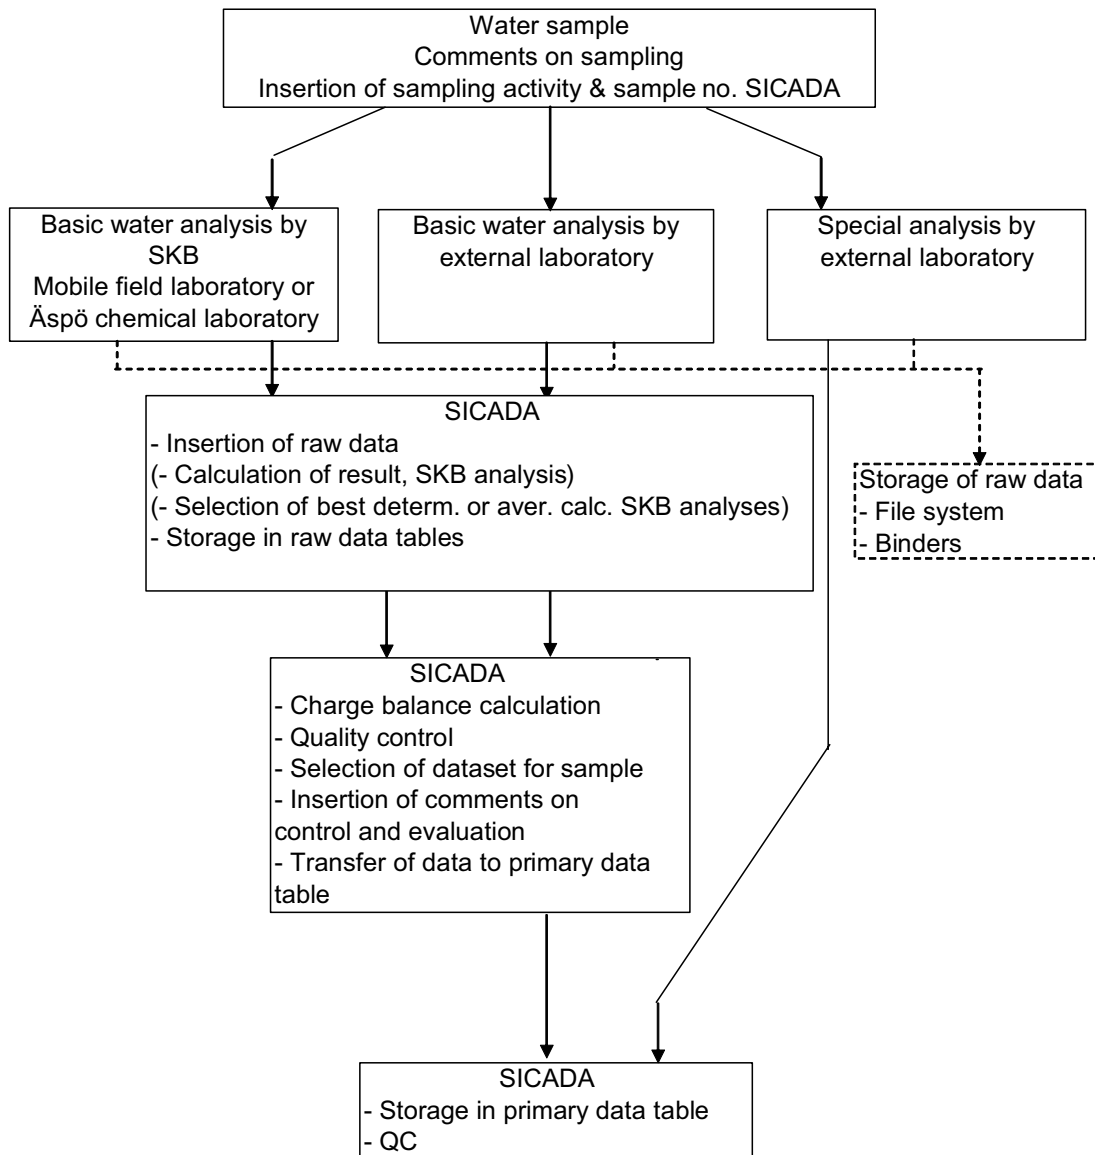 Water sample
Comments on sampling
Insertion of sampling activity & sample no. SICADA
Basic water analysis by
SKB
Mobile field laboratory or
Äspö chemical laboratory
Basic water analysis by
external laboratory
Special analysis by
external laboratory
SICADA
- Insertion of raw data
(- Calculation of result, SKB analysis)
(- Selection of best determ. or aver. calc. SKB analyses)
- Storage in raw data tables
Storage of raw data
- File system
- Binders
SICADA
- Charge balance calculation
- Quality control
- Selection of dataset for sample
- Insertion of comments on
control and evaluation
- Transfer of data to primary data
table
SICADA
- Storage in primary data table
- QC